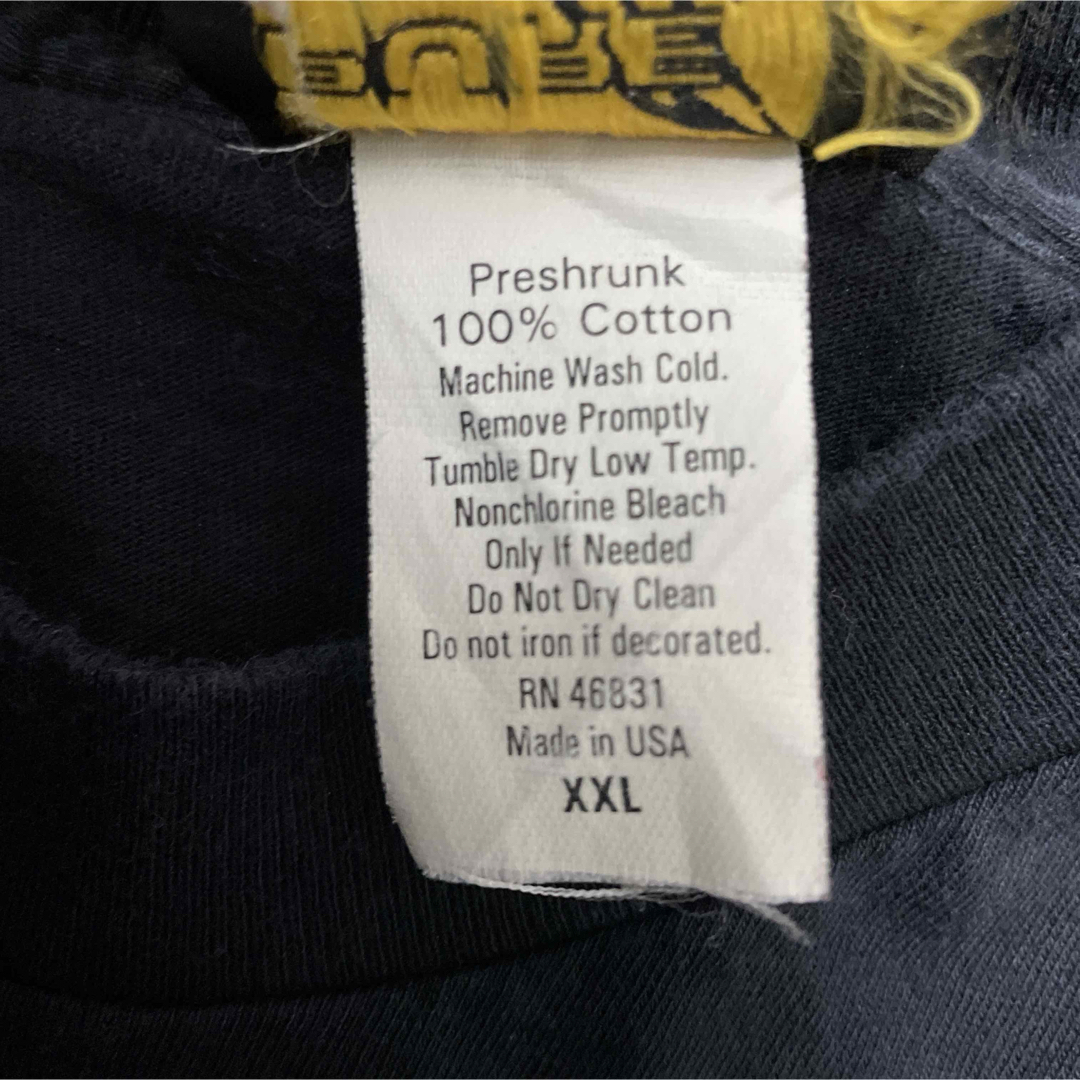 Preshrunk
100% Cotton
Machine Wash Cold.
Remove Promptly
Tumble Dry Low Temp.
Nonchlorine Bleach
Only If Needed
Do Not Dry Clean
Do not iron if decorated.
RN 46831
Made in USA
XXL